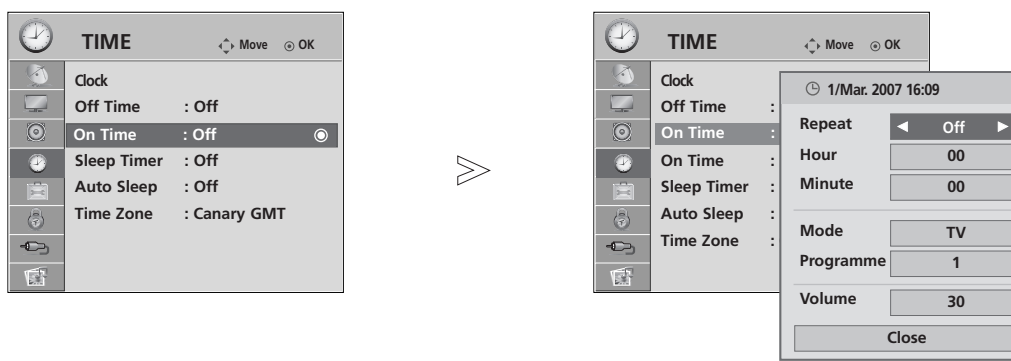 TIME Move OK
Clock
Off Time : Off
On Time : Off
Sleep Timer : Off
Auto Sleep : Off
Time Zone : Canary GMT
TIME Move OK
Clock
Off Time :
On Time :
On Time :
Sleep Timer :
Auto Sleep :
Time Zone :
1/Mar. 2007 16:09
Repeat ◀ Off ▶
Hour 00
Minute 00
Mode TV
Programme 1
Volume 30
Close